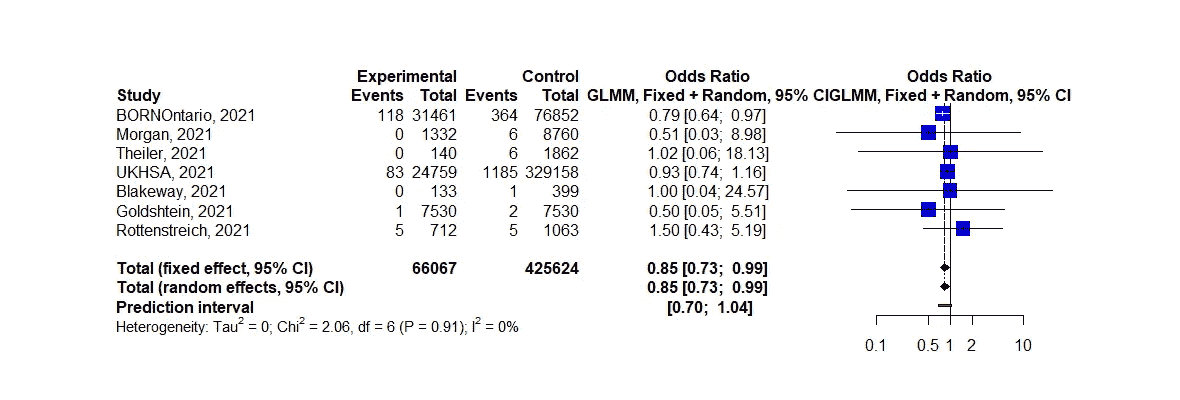 Experimental Control Odds Ratio Odds Ratio
Study Events Total Events Total GLMM, Fixed + Random, 95% CI GLMM, Fixed + Random, 95% CI
BORNOntario, 2021 118 31461 364 76852 0.79 [0.64; 0.97]
Morgan, 2021 0 1332 6 8760 0.51 [0.03; 8.98]
Theiler, 2021 0 140 6 1862 1.02 [0.06; 18.13]
UKHSA, 2021 83 24759 1185 329158 0.93 [0.74; 1.16]
Blakeway, 2021 0 133 1 399 1.00 [0.04; 24.57]
Goldshtein, 2021 1 7530 2 7530 0.50 [0.05; 5.51]
Rottenstreich, 2021 5 712 5 1063 1.50 [0.43; 5.19]
Total (fixed effect, 95% CI) 66067 425624 0.85 [0.73; 0.99]
Total (random effects, 95% CI) 0.85 [0.73; 0.99]
Prediction interval [0.70; 1.04]
Heterogeneity: Tau² = 0; Chi² = 2.06, df = 6 (P = 0.91); I² = 0%
0.1 0.5 1 2 10